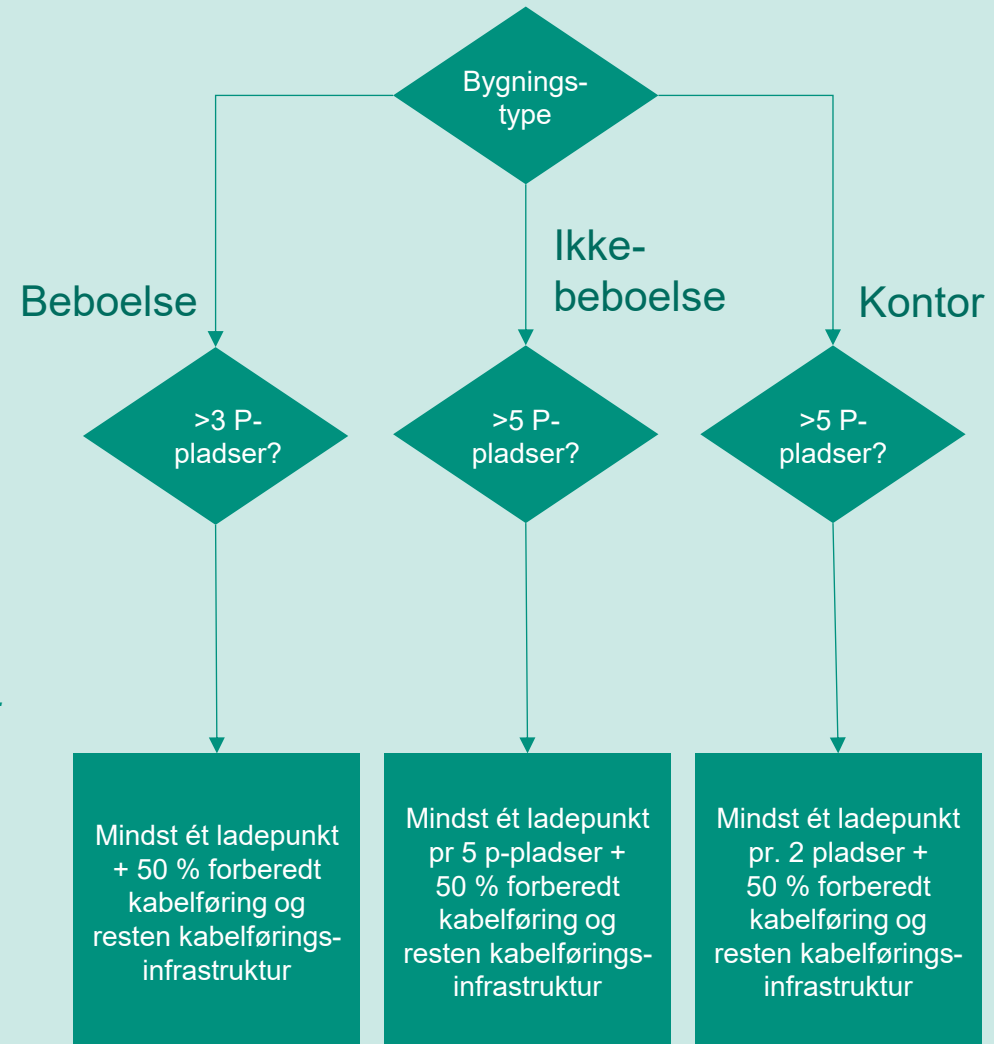 Bygnings-
type
Beboelse
Ikke-
beboelse
Kontor
>3 P-
pladser?
>5 P-
pladser?
>5 P-
pladser?
Mindst ét ladepunkt
+ 50 % forberedt
kabelføring og
resten kabelførings-
infrastruktur
Mindst ét ladepunkt
pr 5 p-pladser +
50 % forberedt
kabelføring og
resten kabelførings-
infrastruktur
Mindst ét ladepunkt
pr. 2 pladser +
50 % forberedt
kabelføring og
resten kabelførings-
infrastruktur